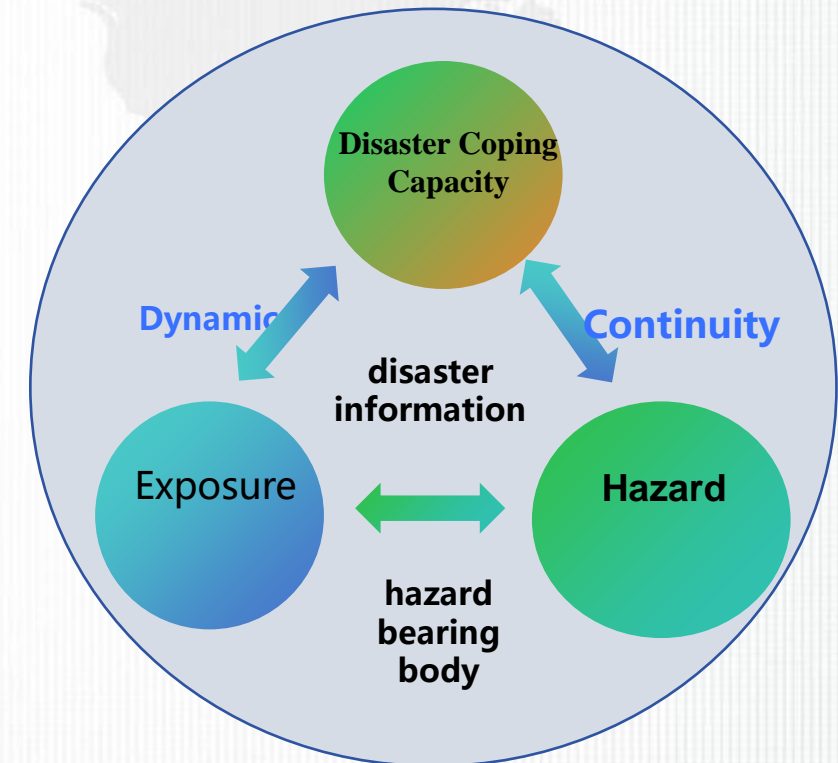 Disaster Coping
Capacity
Dynamic
Continuity
disaster
information
Exposure
Hazard
hazard
bearing
body